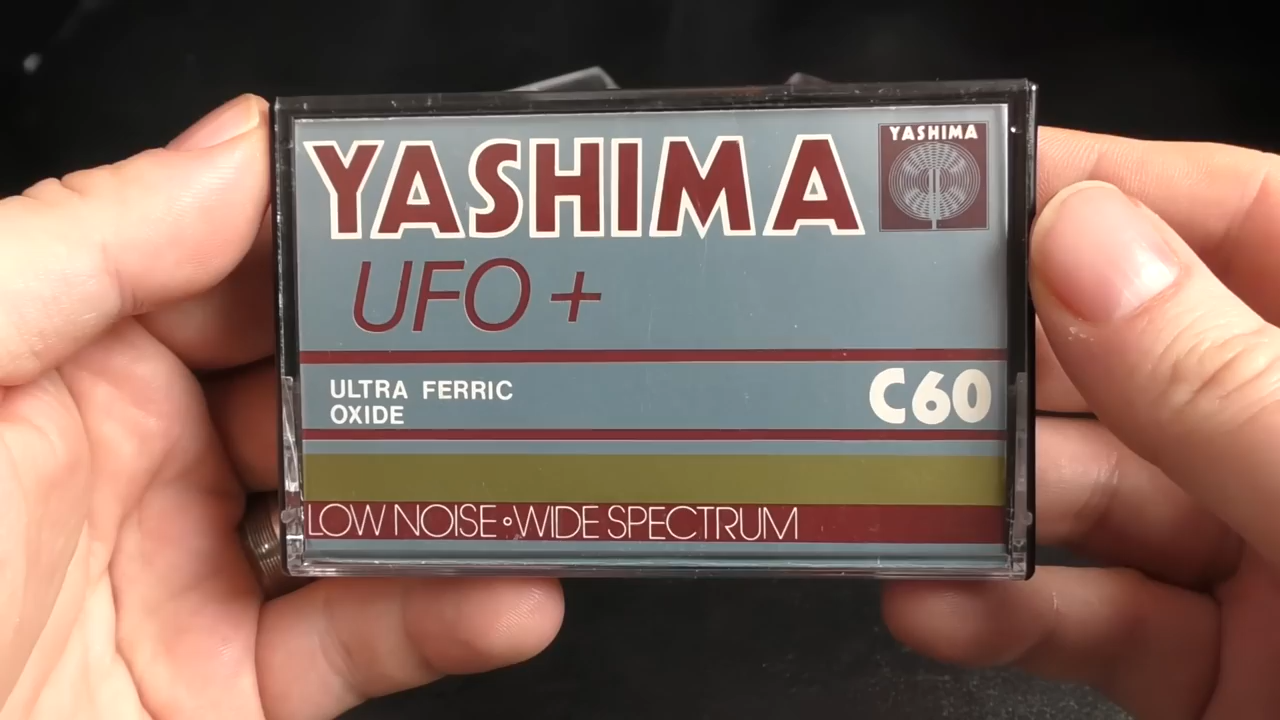 YASHIMA
YASHIMA
UFO +
ULTRA FERRIC
OXIDE
C60
LOW NOISE • WIDE SPECTRUM